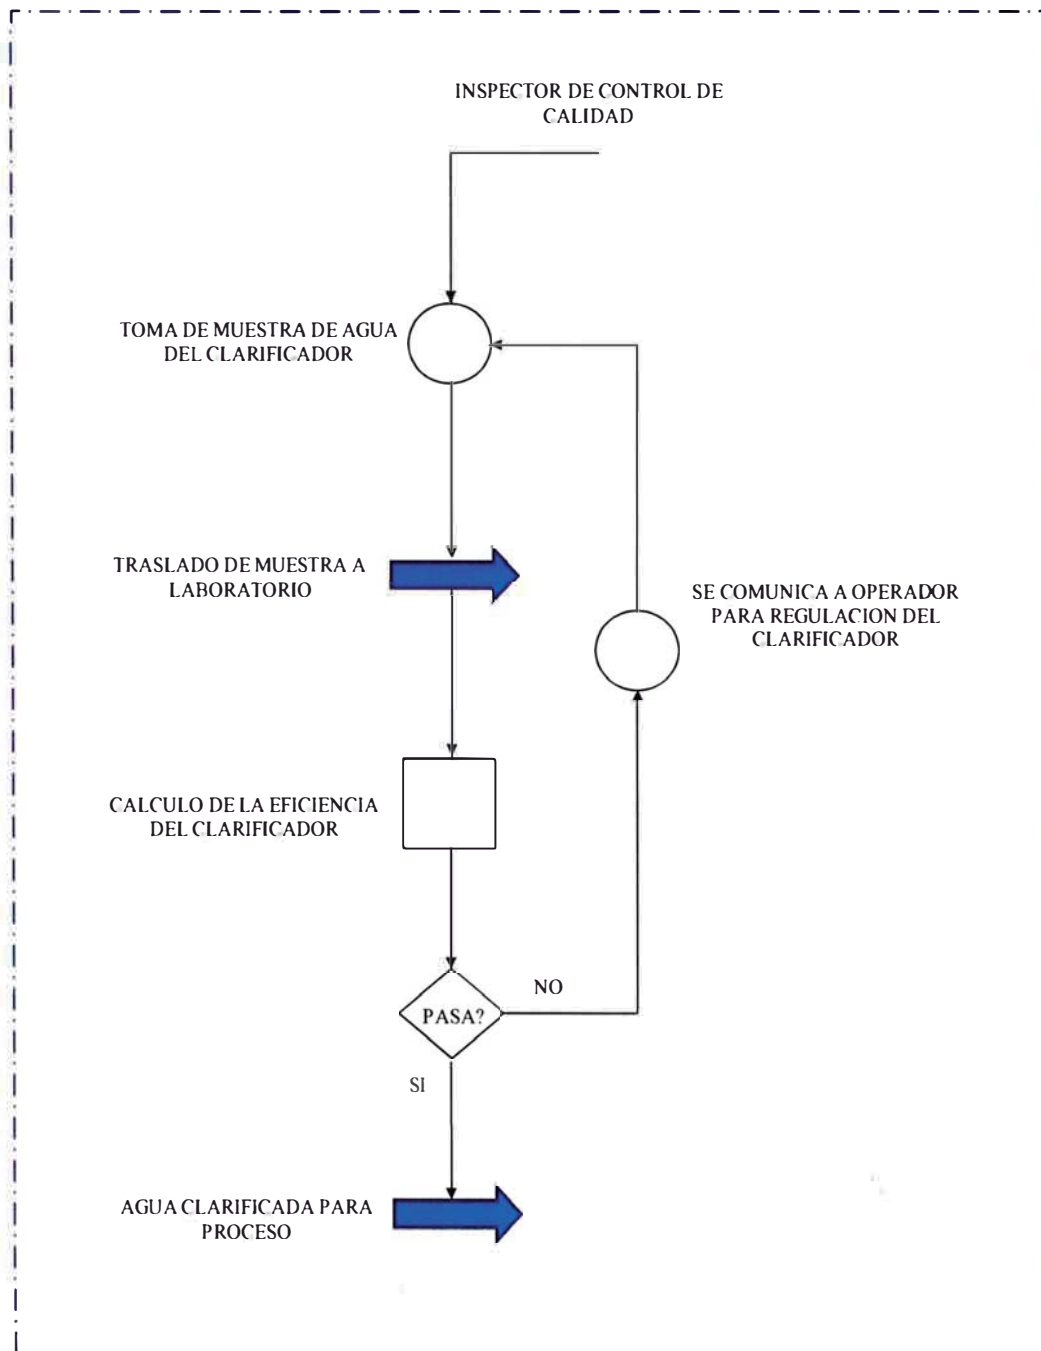 INSPECTOR DE CONTROL DE
CALIDAD
TOMA DE MUESTRA DE AGUA
DEL CLARIFICADOR
TRASLADO DE MUESTRA A
LABORATORIO
SE COMUNICA A OPERADOR
PARA REGULACION DEL
CLARIFICADOR
CALCULO DE LA EFICIENCIA
DEL CLARIFICADOR
NO
PASA?
SI
AGUA CLARIFICADA PARA
PROCESO